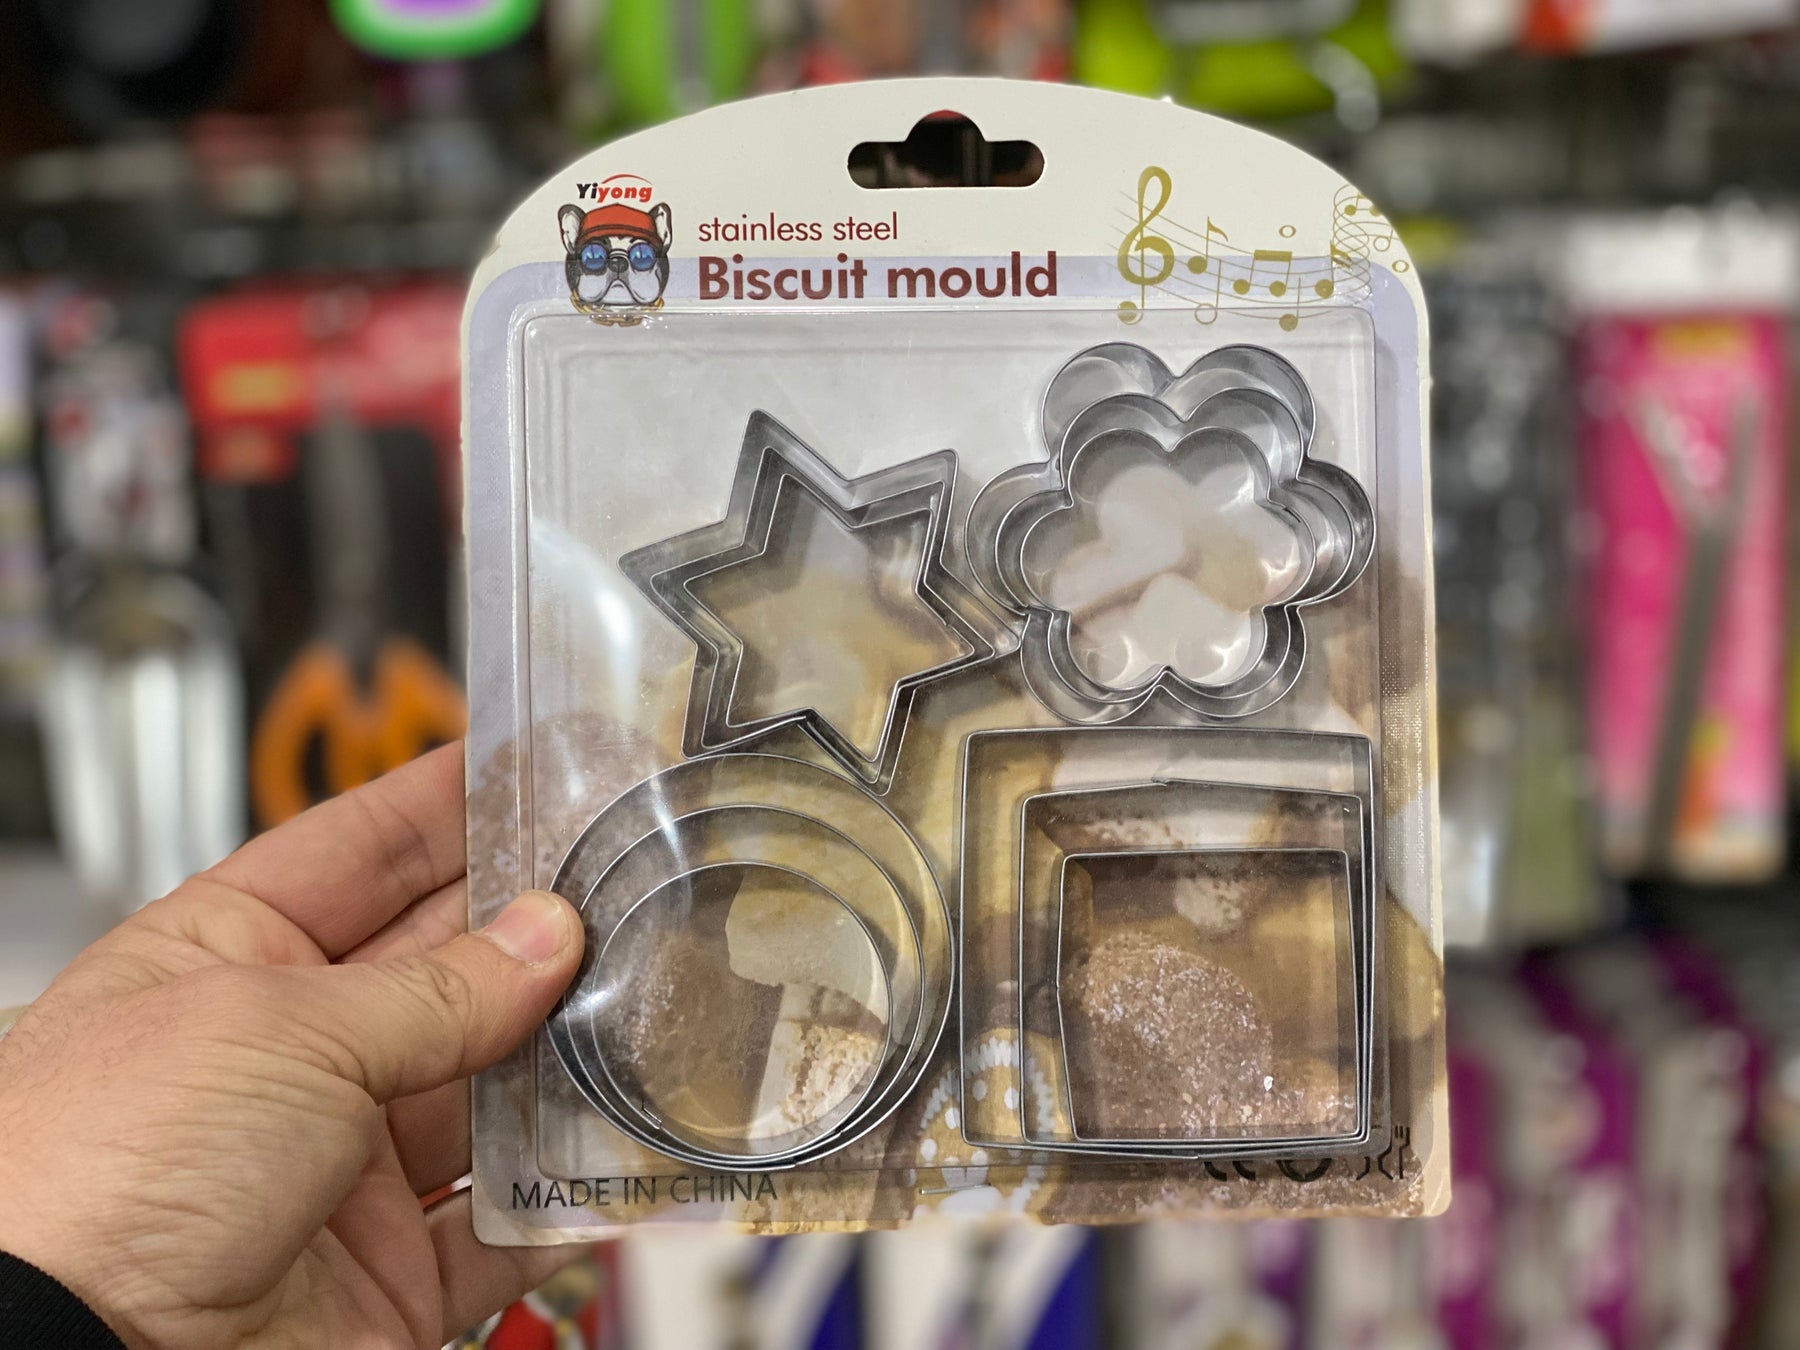 Yiyong
stainless steel
Biscuit mould
MADE IN CHINA